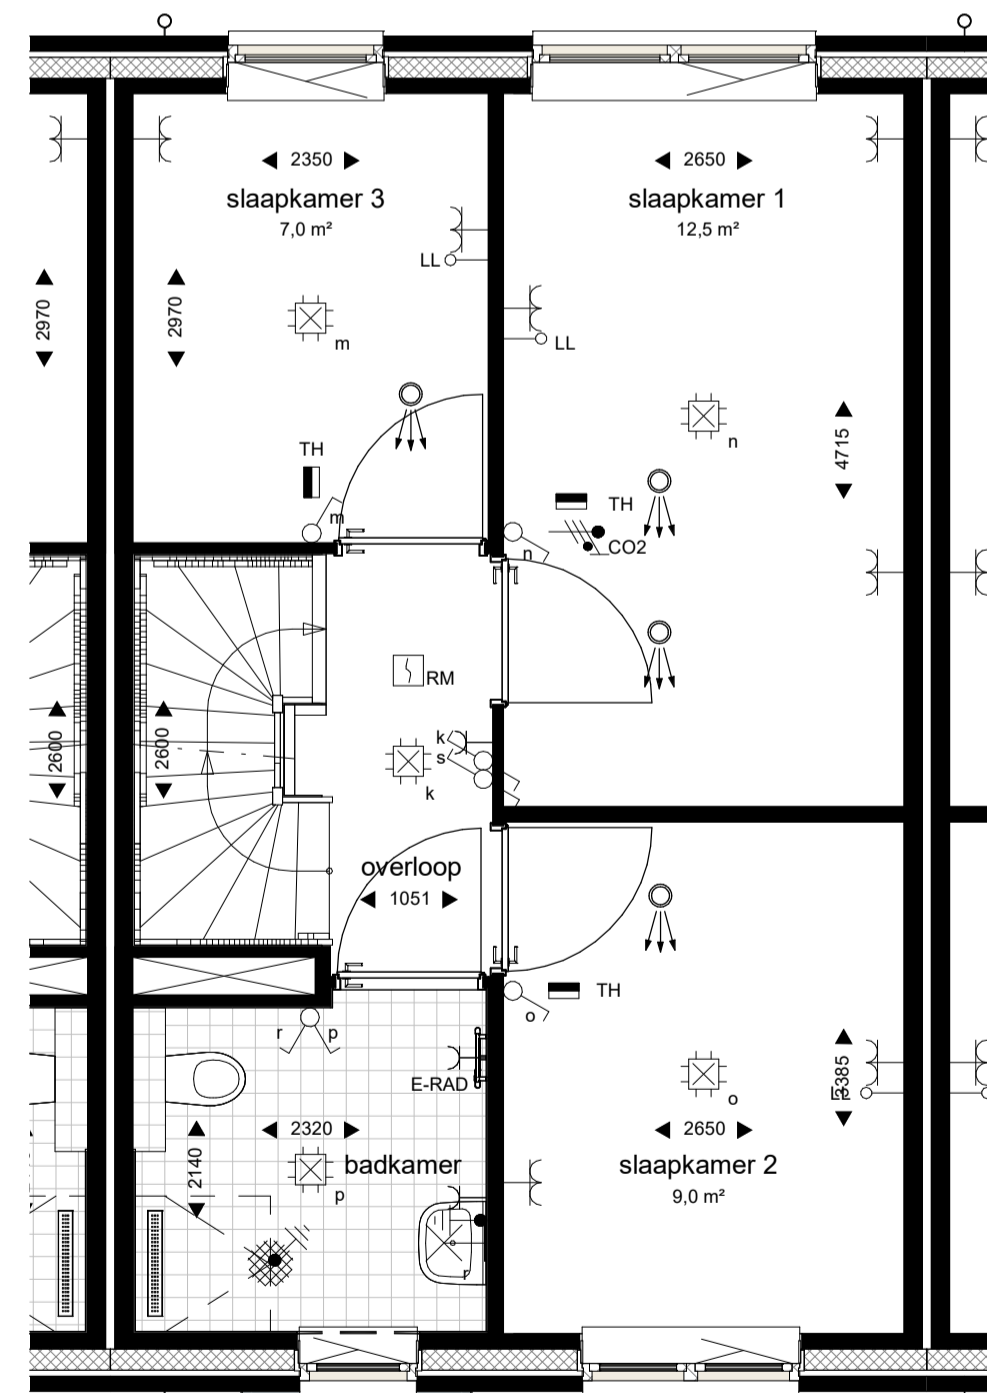 2350
slaapkamer 3
7,0 m²
2650
slaapkamer 1
12,5 m²
LL
2970
2970
m
LL
n
4715
TH
m
TH
n
CO2
RM
k
s
k
2600
2600
overloop
1051
o
TH
r
p
E-RAD
o
3385
2320
badkamer
p
2140
2650
slaapkamer 2
9,0 m²
r